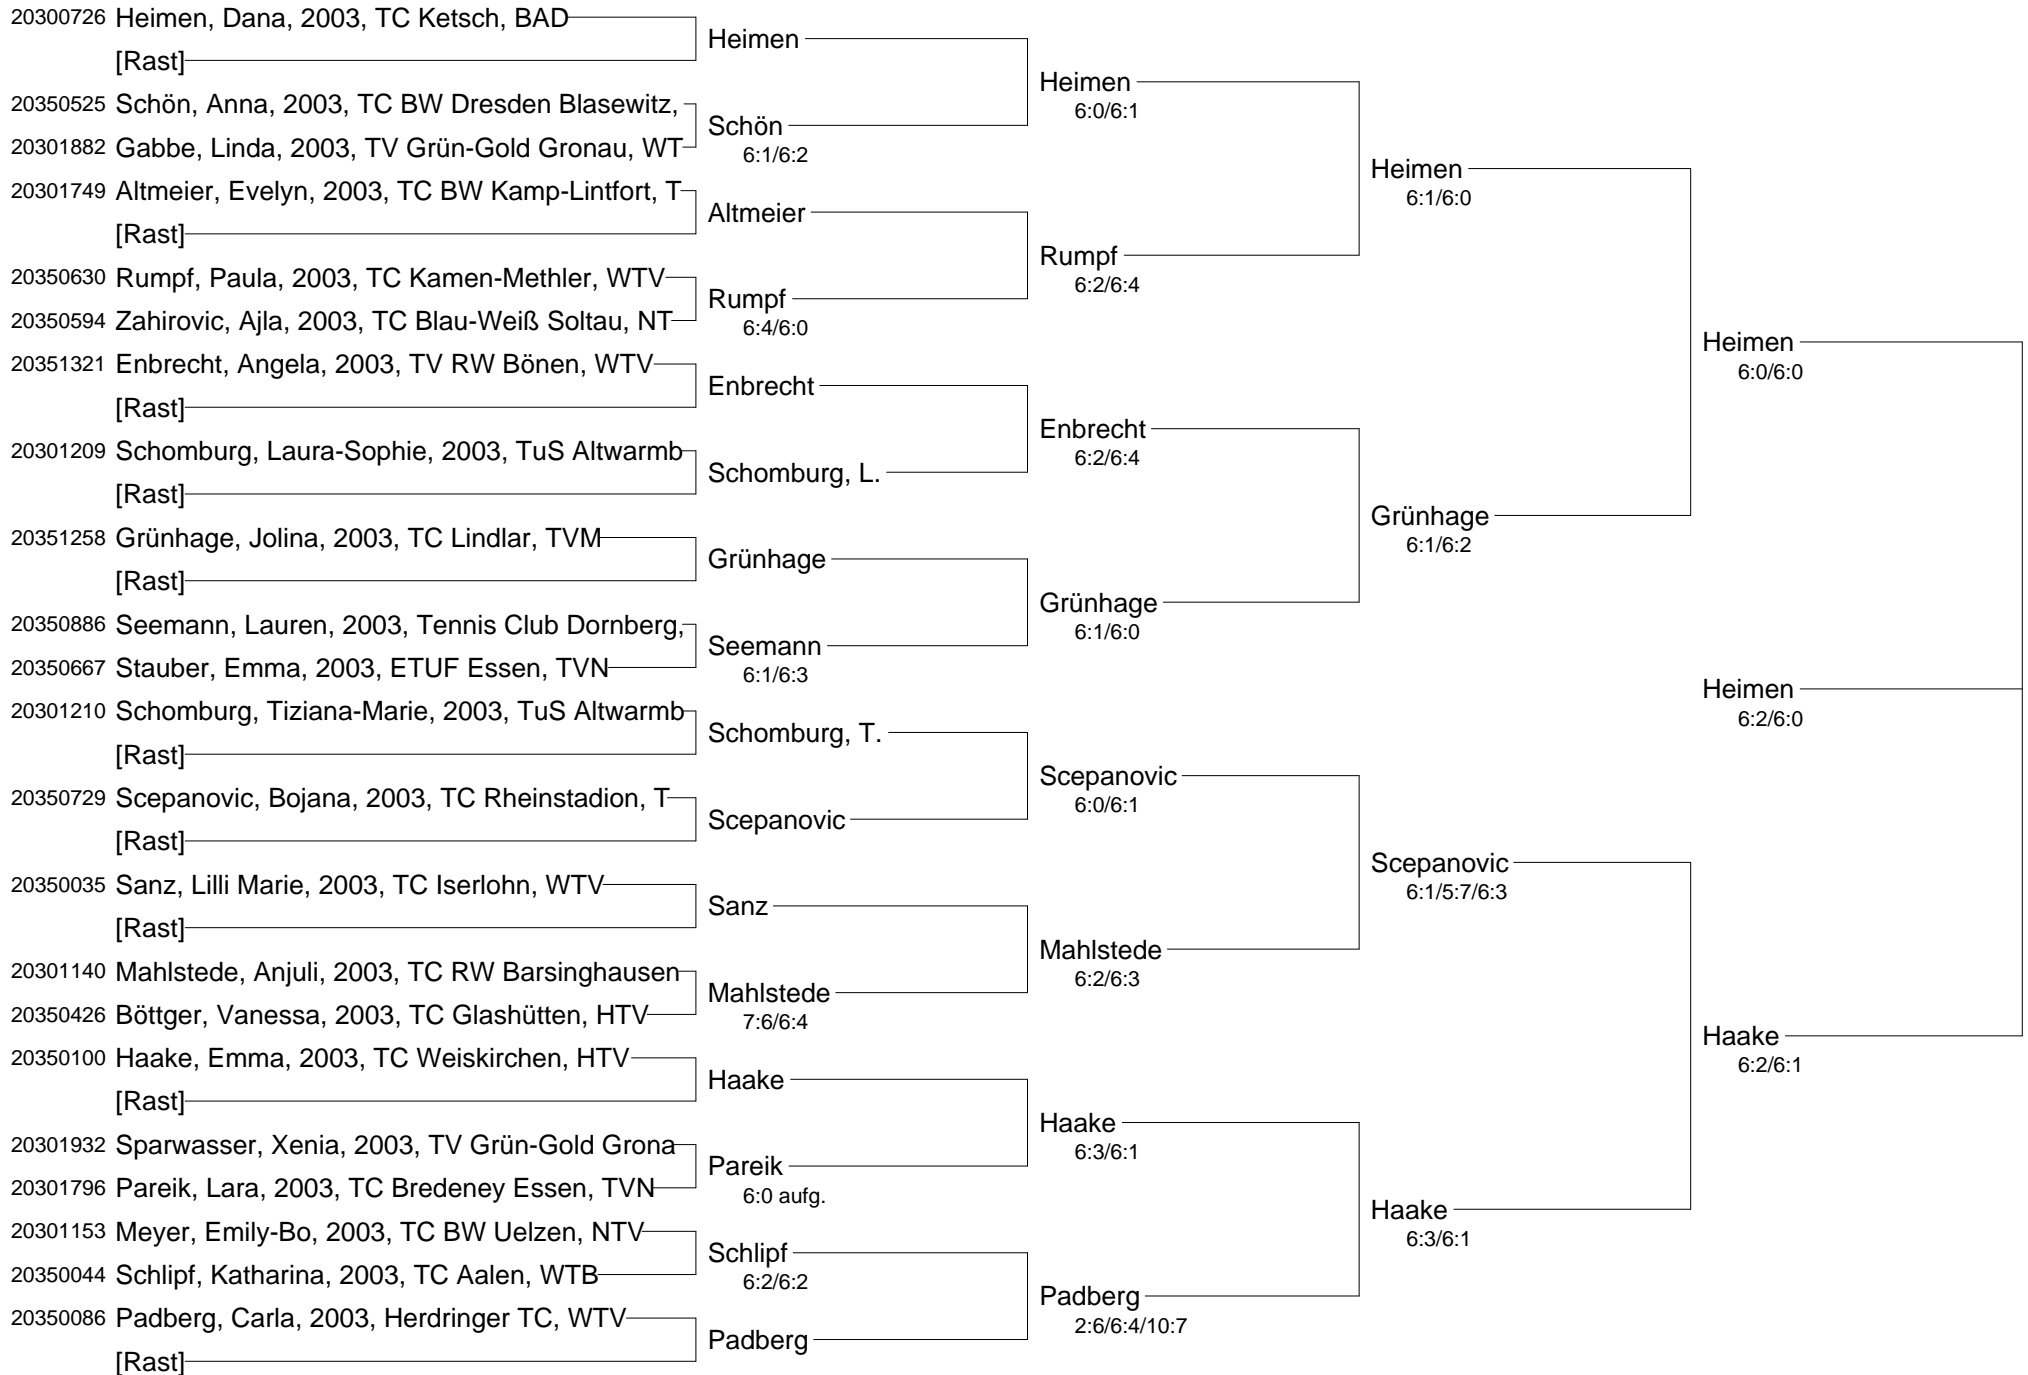 20300726 Heimen, Dana, 2003, TC Ketsch, BAD
[Rast]
20350525 Schön, Anna, 2003, TC BW Dresden Blasewitz,
20301882 Gabbe, Linda, 2003, TV Grün-Gold Gronau, WT
20301749 Altmeier, Evelyn, 2003, TC BW Kamp-Lintfort, T
[Rast]
20350630 Rumpf, Paula, 2003, TC Kamen-Methler, WTV
20350594 Zahirovic, Ajla, 2003, TC Blau-Weiß Soltau, NT
20351321 Enbrecht, Angela, 2003, TV RW Bönen, WTV
[Rast]
20301209 Schomburg, Laura-Sophie, 2003, TuS Altwarmb
[Rast]
20351258 Grünhage, Jolina, 2003, TC Lindlar, TVM
[Rast]
20350886 Seemann, Lauren, 2003, Tennis Club Dornberg,
20350667 Stauber, Emma, 2003, ETUF Essen, TVN
20301210 Schomburg, Tiziana-Marie, 2003, TuS Altwarmb
[Rast]
20350729 Scepanovic, Bojana, 2003, TC Rheinstadion, T
[Rast]
20350035 Sanz, Lilli Marie, 2003, TC Iserlohn, WTV
[Rast]
20301140 Mahlstede, Anjuli, 2003, TC RW Barsinghausen
20350426 Böttger, Vanessa, 2003, TC Glashütten, HTV
20350100 Haake, Emma, 2003, TC Weiskirchen, HTV
[Rast]
20301932 Sparwasser, Xenia, 2003, TV Grün-Gold Grona
20301796 Pareik, Lara, 2003, TC Bredeney Essen, TVN
20301153 Meyer, Emily-Bo, 2003, TC BW Uelzen, NTV
20350044 Schlipf, Katharina, 2003, TC Aalen, WTB
20350086 Padberg, Carla, 2003, Herdringer TC, WTV
[Rast]
Heimen
Schön
6:1/6:2
Altmeier
Rumpf
6:4/6:0
Enbrecht
Schomburg, L.
Grünhage
Seemann
6:1/6:3
Schomburg, T.
Scepanovic
Sanz
Mahlstede
7:6/6:4
Haake
Pareik
6:0 aufg.
Schlipf
6:2/6:2
Padberg
Heimen
6:0/6:1
Rumpf
6:2/6:4
Enbrecht
6:2/6:4
Grünhage
6:1/6:0
Scepanovic
6:0/6:1
Mahlstede
6:2/6:3
Haake
6:3/6:1
Padberg
2:6/6:4/10:7
Heimen
6:1/6:0
Grünhage
6:1/6:2
Scepanovic
6:1/5:7/6:3
Haake
6:3/6:1
Heimen
6:0/6:0
Heimen
6:2/6:0
Haake
6:2/6:1